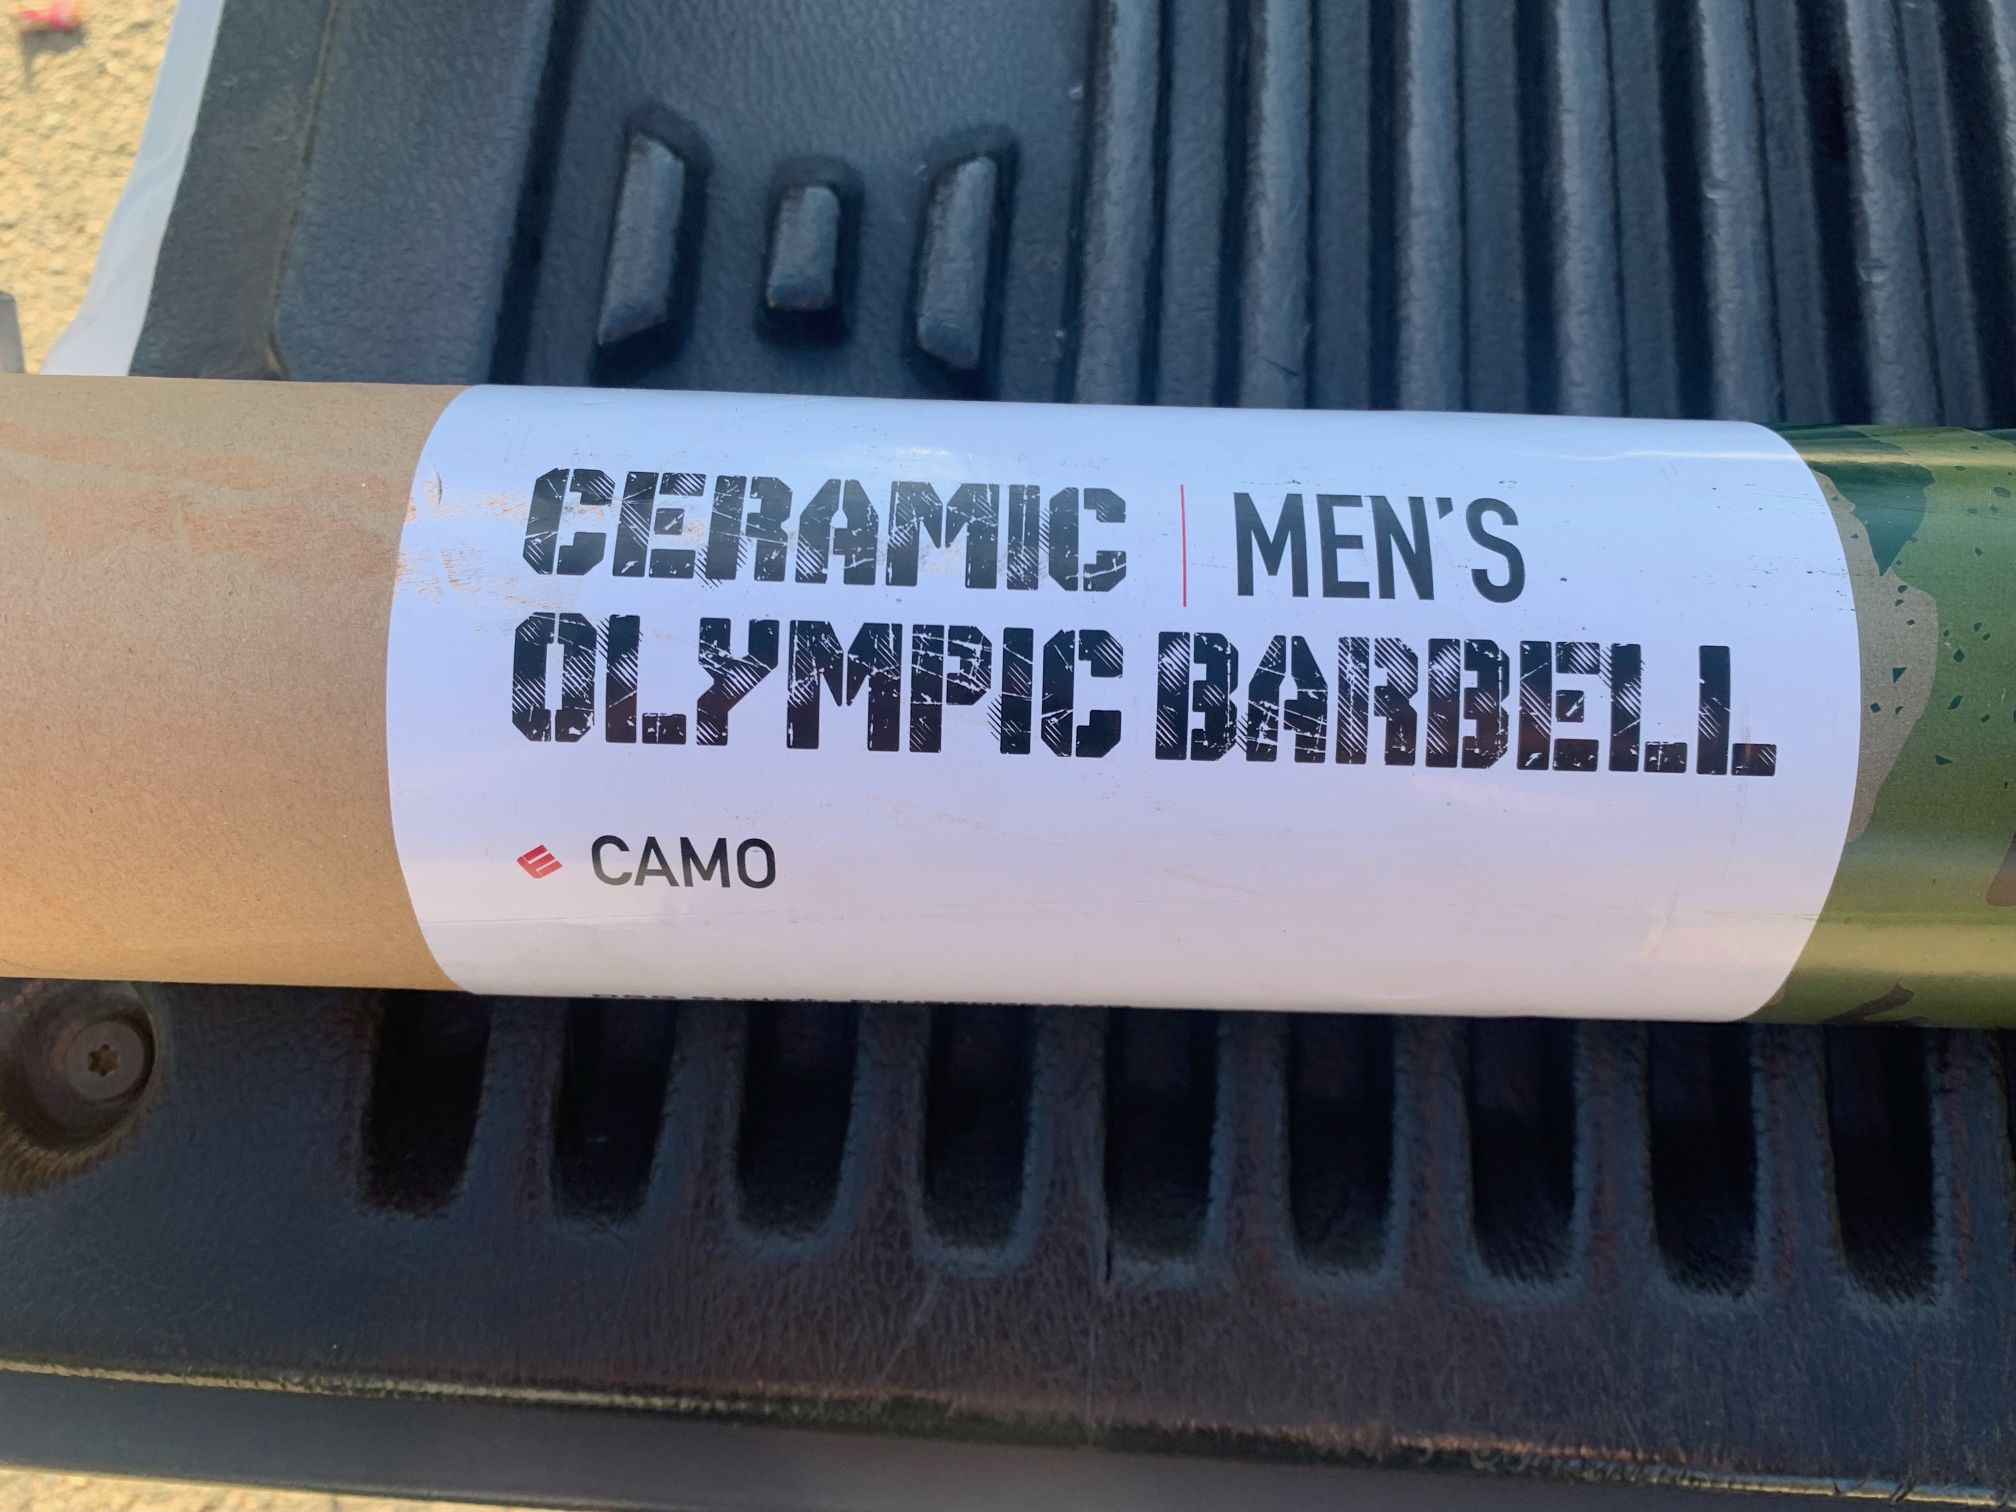 CERAMIC | MEN'S
OLYMPIC BARBELL
CAMO